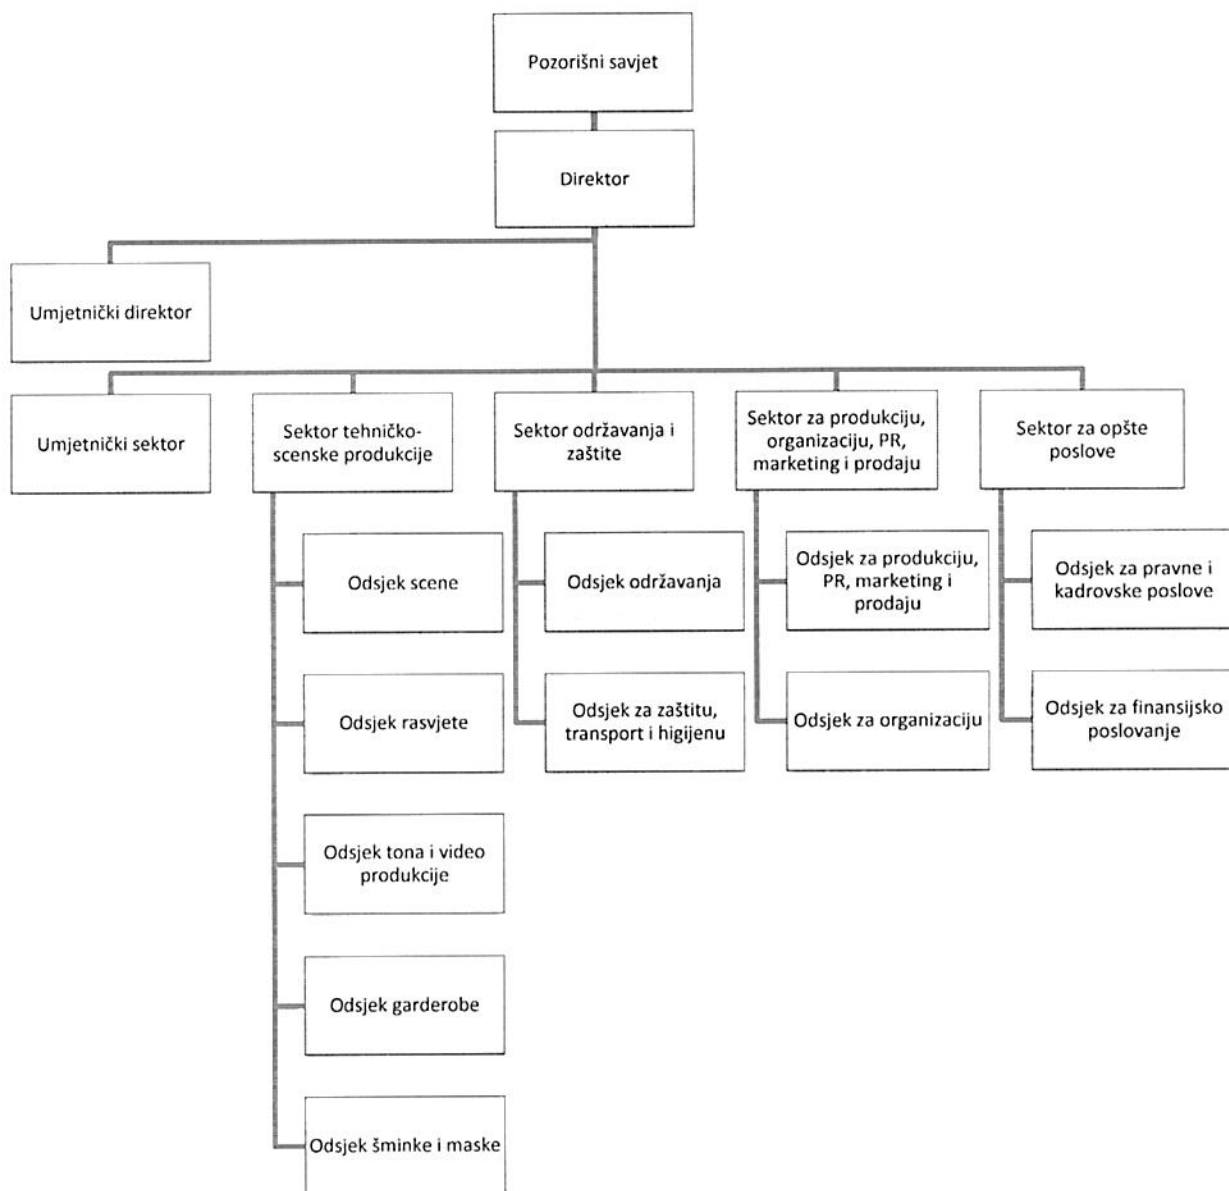 Pozorišni savjet
Direktor
Umjetnički direktor
Umjetnički sektor
Sektor tehničko-
scenske produkcije
Sektor održavanja i
zaštite
Sektor za produkciju,
organizaciju, PR,
marketing i prodaju
Sektor za opšte
poslove
Odsjek scene
Odsjek održavanja
Odsjek za produkciju,
PR, marketing i
prodaju
Odsjek za pravne i
kadrovske poslove
Odsjek rasvjete
Odsjek za zaštitu,
transport i higijenu
Odsjek za organizaciju
Odsjek za finansijsko
poslovanje
Odsjek tona i video
produkcije
Odsjek garderobe
Odsjek šminke i maske